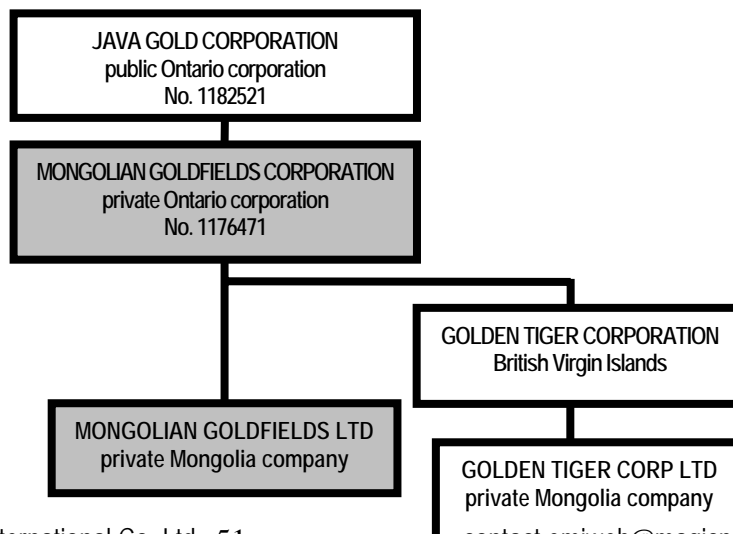 JAVA GOLD CORPORATION
public Ontario corporation
No. 1182521
MONGOLIAN GOLDFIELDS CORPORATION
private Ontario corporation
No. 1176471
GOLDEN TIGER CORPORATION
British Virgin Islands
MONGOLIAN GOLDFIELDS LTD
private Mongolia company
GOLDEN TIGER CORP LTD
private Mongolia company
51